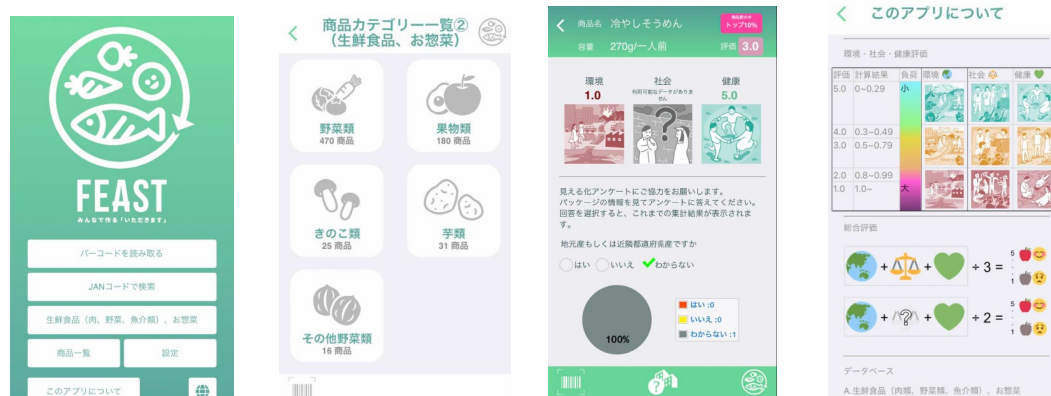 FEAST
みんなで作る「いただきます」
バーコードを読み取る
JANコードで検索
生鮮食品（肉、野菜、魚介類）、お惣菜
商品一覧
設定
このアプリについて
商品カテゴリー一覧②
（生鮮食品、お惣菜）
野菜類
470 商品
果物類
180 商品
きのこ類
25 商品
芋類
31 商品
その他野菜類
16 商品
商品名 冷やしそうめん
トップ10%
容量 270g/一人前
評価 3.0
環境
1.0
社会
利用可能なデータがありません
健康
5.0
見える化アンケートにご協力をお願いします。
パッケージの情報を見てアンケートに答えてください。
回答を選択すると、これまでの集計結果が表示されま
す。
地元産もしくは近隣都道府県産ですか
はい いいえ わからない
100%
はい :0
いいえ :0
わからない :1
このアプリについて
環境・社会・健康評価
評価 計算結果 負荷 環境 社会 健康
5.0 0~0.29 小
4.0 0.3~0.49
3.0 0.5~0.79
2.0 0.8~0.99
1.0 1.0~ 大
総合評価
+ + ÷ 3 = 5 1
+ ? + ÷ 2 = 5 1
データベース
A.生鮮食品（肉類、野菜類、魚介類）、お惣菜